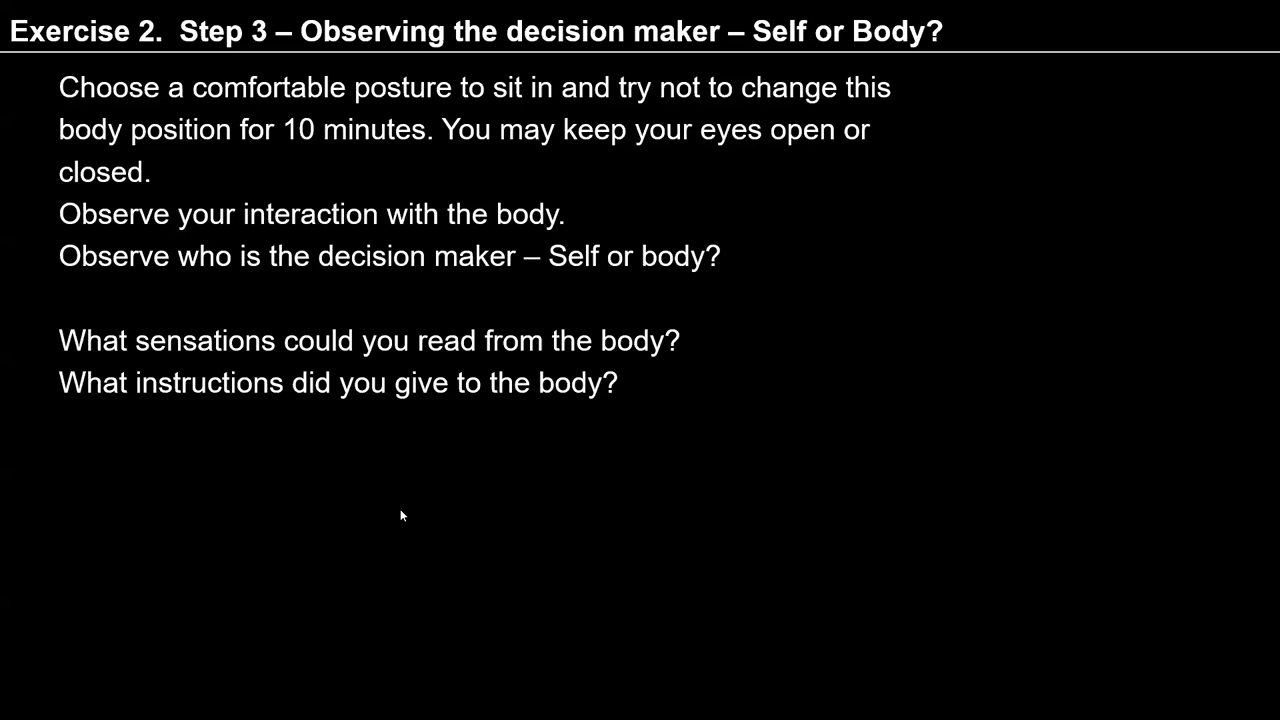 Exercise 2.  Step 3 – Observing the decision maker – Self or Body?
Choose a comfortable posture to sit in and try not to change this
body position for 10 minutes. You may keep your eyes open or
closed.
Observe your interaction with the body.
Observe who is the decision maker – Self or body?
What sensations could you read from the body?
What instructions did you give to the body?